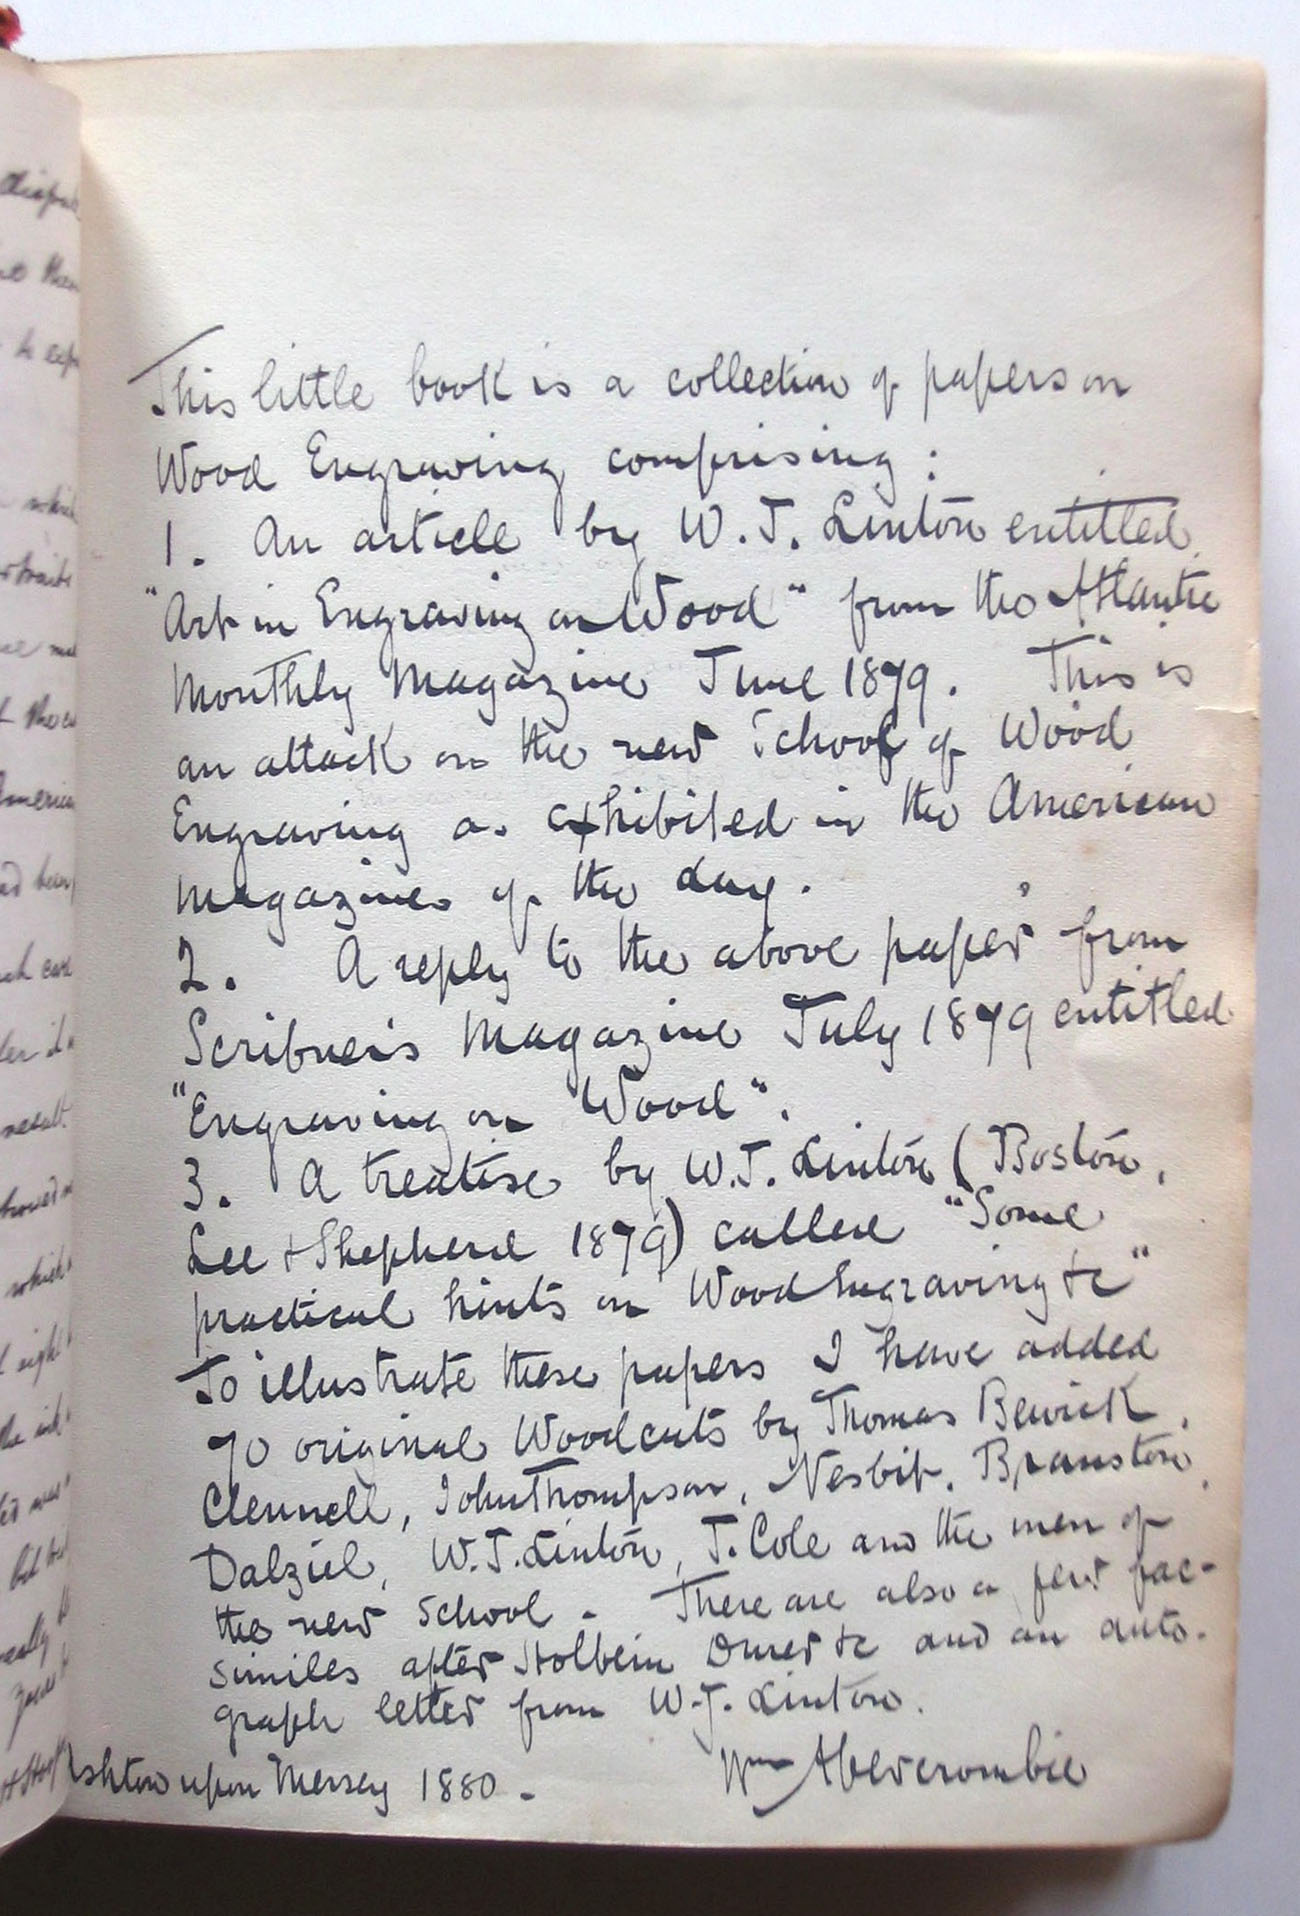 This little book is a collection of papers on
Wood Engraving comprising :
1. An article by W. J. Linton entitled
"Art in Engraving on Wood" from the Atlantic
Monthly Magazine June 1879. This is
an attack on the new School of Wood
Engraving as exhibited in the American
Magazines of the day.
2. A reply to the above paper from
Scribner's Magazine July 1879 entitled
"Engraving on Wood".
3. A treatise by W. J. Linton (Boston,
Lee & Shepherd 1879) called "Some
practical hints on Wood Engraving &c"
To illustrate these papers I have added
90 original Woodcuts by Thomas Bewick,
Clennell, John Thompson, Nesbit, Branston,
Dalziel, W. J. Linton, T. Cole and the men of
the new School. There are also a few fac-
similes after Holbein Durer &c and an auto-
graph letter from W. J. Linton.
Wm Abercrombie
Ashton upon Mersey 1880.